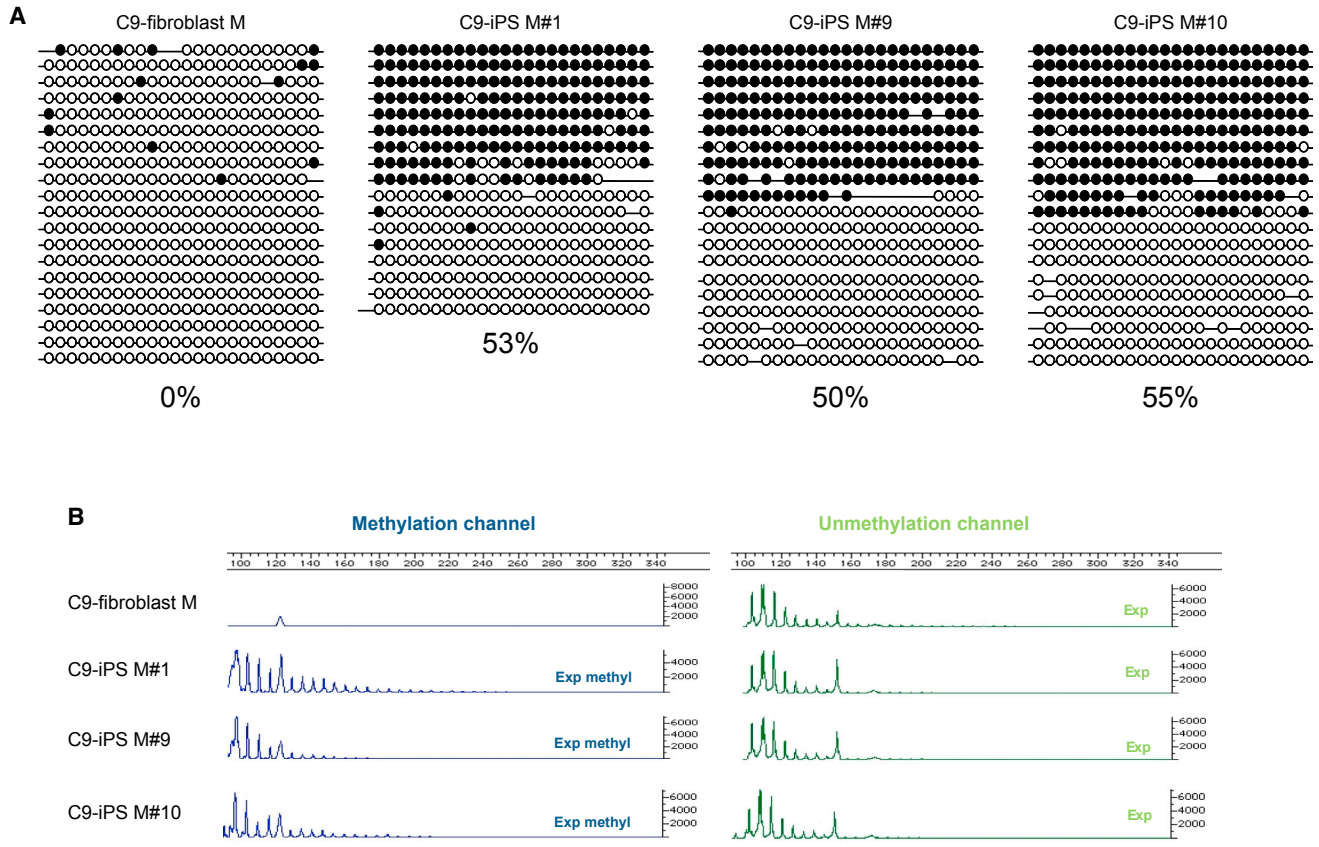 A
C9-fibroblast M
C9-iPS M#1
C9-iPS M#9
C9-iPS M#10
0%
53%
50%
55%
B
Methylation channel
Unmethylation channel
100 120 140 160 180 200 220 240 260 280 300 320 340
100 120 140 160 180 200 220 240 260 280 300 320 340
C9-fibroblast M
8000
6000
4000
2000
Exp
6000
4000
2000
C9-iPS M#1
Exp methyl
4000
2000
Exp
6000
4000
2000
C9-iPS M#9
Exp methyl
6000
4000
2000
Exp
6000
4000
2000
C9-iPS M#10
Exp methyl
6000
4000
2000
Exp
6000
4000
2000